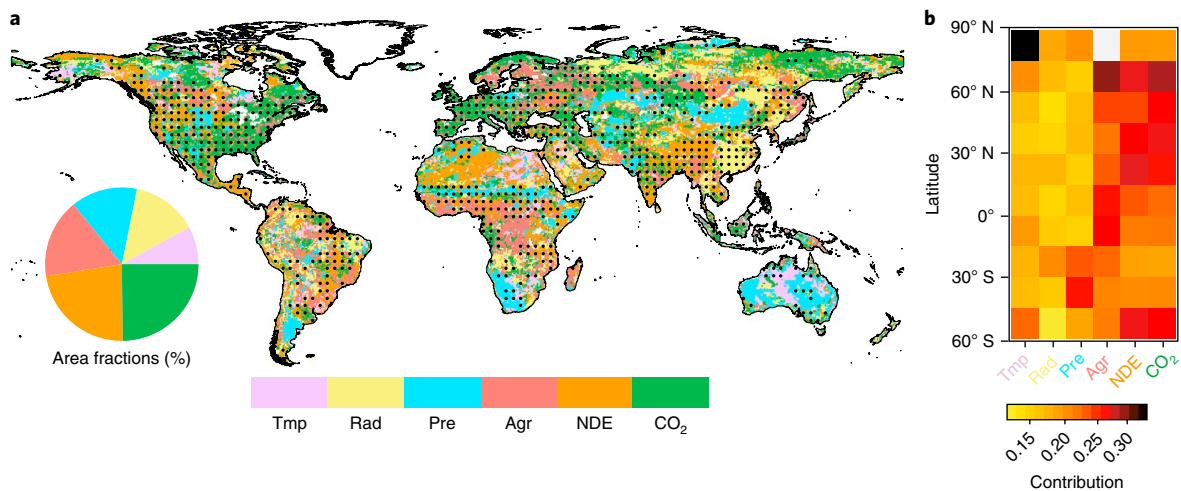 a
Area fractions (%)
Tmp Rad Pre Agr NDE CO₂
b
90° N
60° N
30° N
0°
30° S
60° S
Latitude
Tmp Rad Pre Agr NDE CO₂
0.15 0.20 0.25 0.30
Contribution